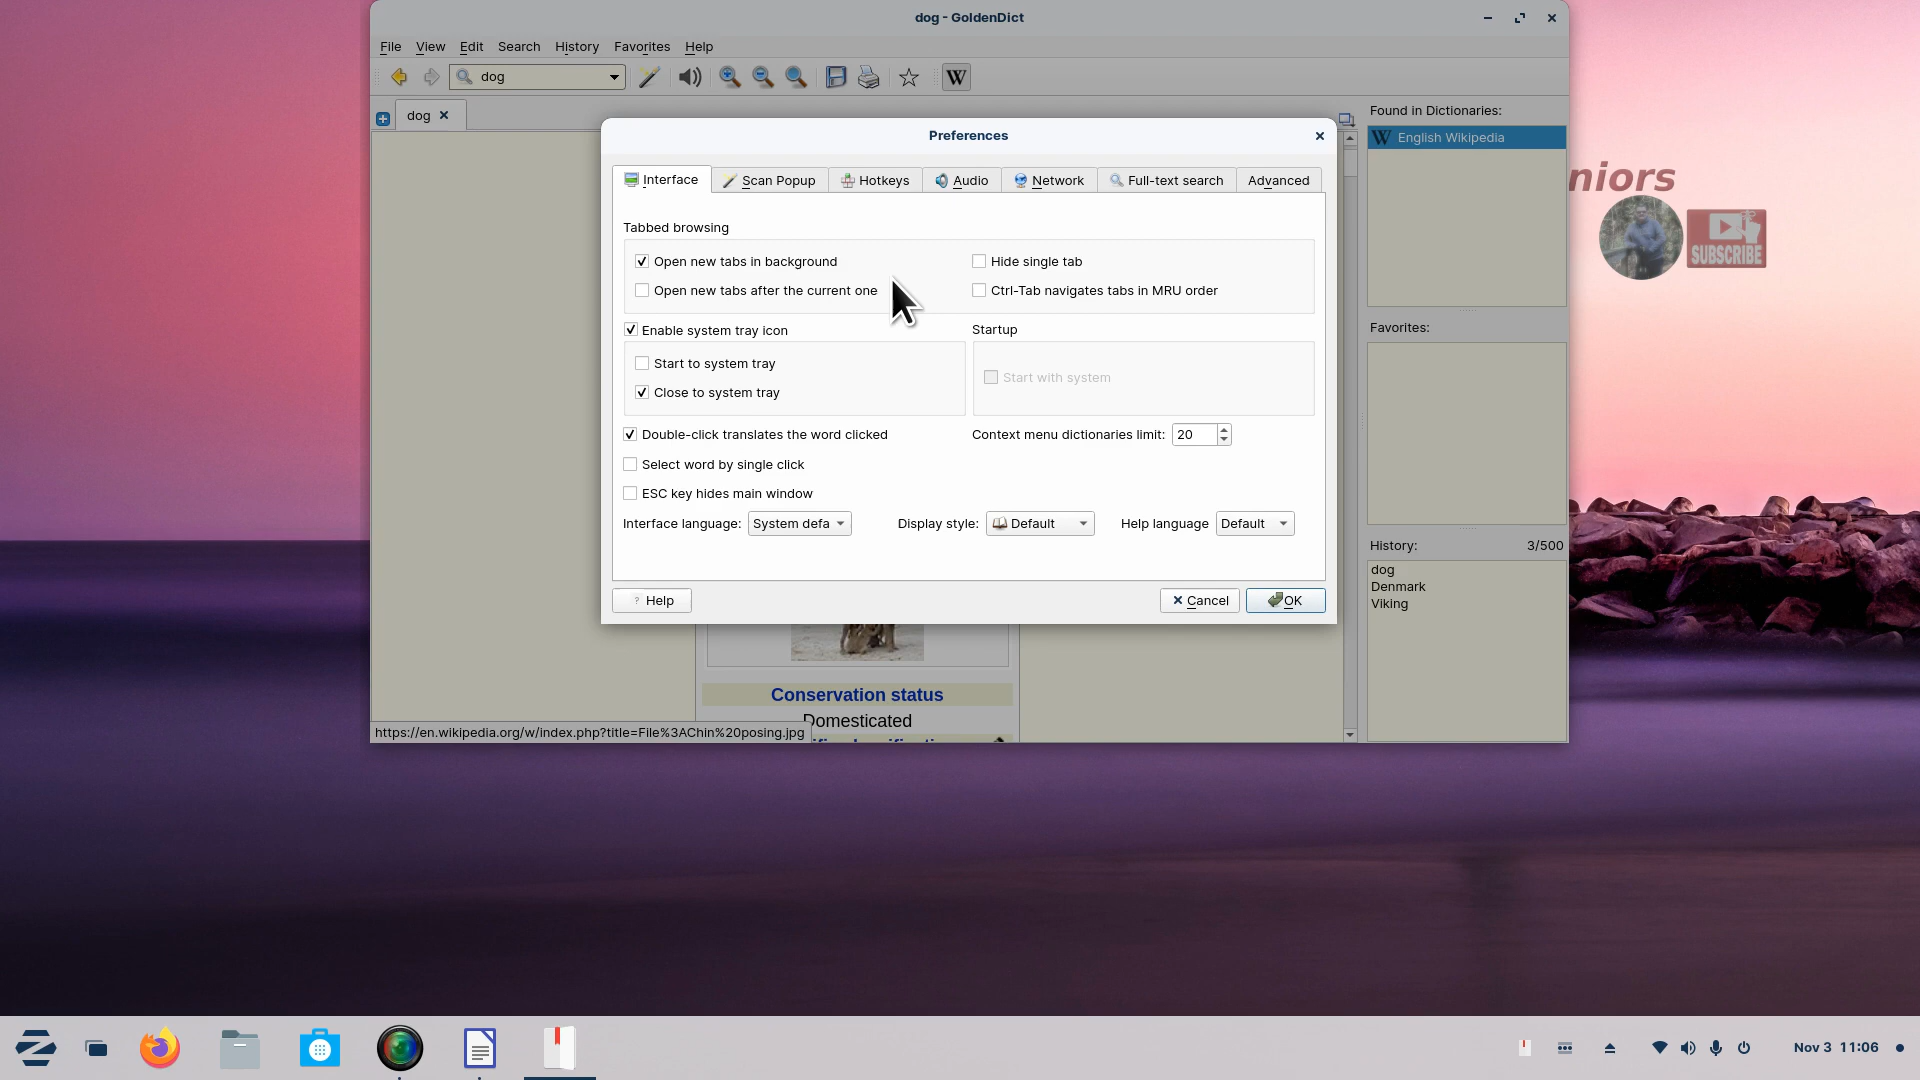 dog - GoldenDict
File View Edit Search History Favorites Help
dog
W
dog
Found in Dictionaries:
W English Wikipedia
Preferences
Interface Scan Popup Hotkeys Audio Network Full-text search Advanced
Tabbed browsing
Open new tabs in background
Hide single tab
Open new tabs after the current one
Ctrl-Tab navigates tabs in MRU order
Enable system tray icon
Startup
Start to system tray
Start with system
Close to system tray
Double-click translates the word clicked
Context menu dictionaries limit: 20
Select word by single click
ESC key hides main window
Interface language: System defa
Display style: Default
Help language Default
? Help
Cancel
OK
Conservation status
Domesticated
https://en.wikipedia.org/w/index.php?title=File%3AChin%20posing.jpg
Favorites:
History: 3/500
dog
Denmark
Viking
niors
SUBSCRIBE
Nov 3 11:06